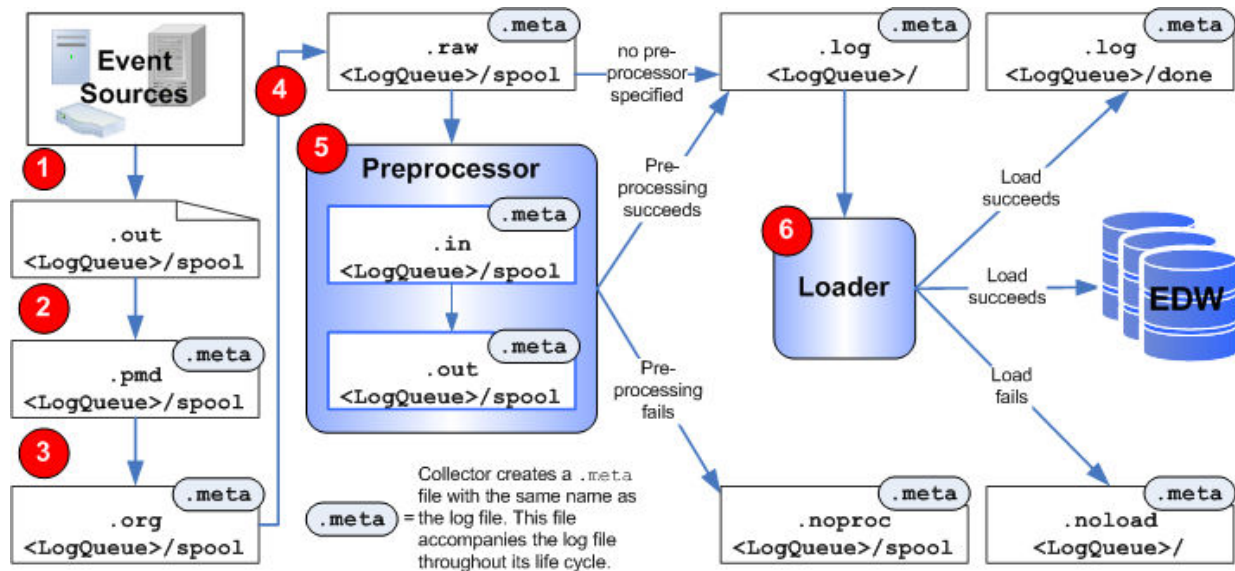 Event
Sources
1
.out
<LogQueue>/spool
2
.meta
.pmd
<LogQueue>/spool
3
.meta
.org
<LogQueue>/spool
4
.meta
.raw
<LogQueue>/spool
no pre-
processor
specified
5
Preprocessor
.meta
.in
<LogQueue>/spool
.meta
.out
<LogQueue>/spool
Pre-
processing
succeeds
Pre-
processing
fails
.meta
.log
<LogQueue>/
6
Loader
Load
succeeds
Load
succeeds
Load
fails
.meta
.log
<LogQueue>/done
EDW
.meta
.noproc
<LogQueue>/spool
.meta
.noload
<LogQueue>/
.meta
=
Collector creates a .meta
file with the same name as
the log file. This file
accompanies the log file
throughout its life cycle.